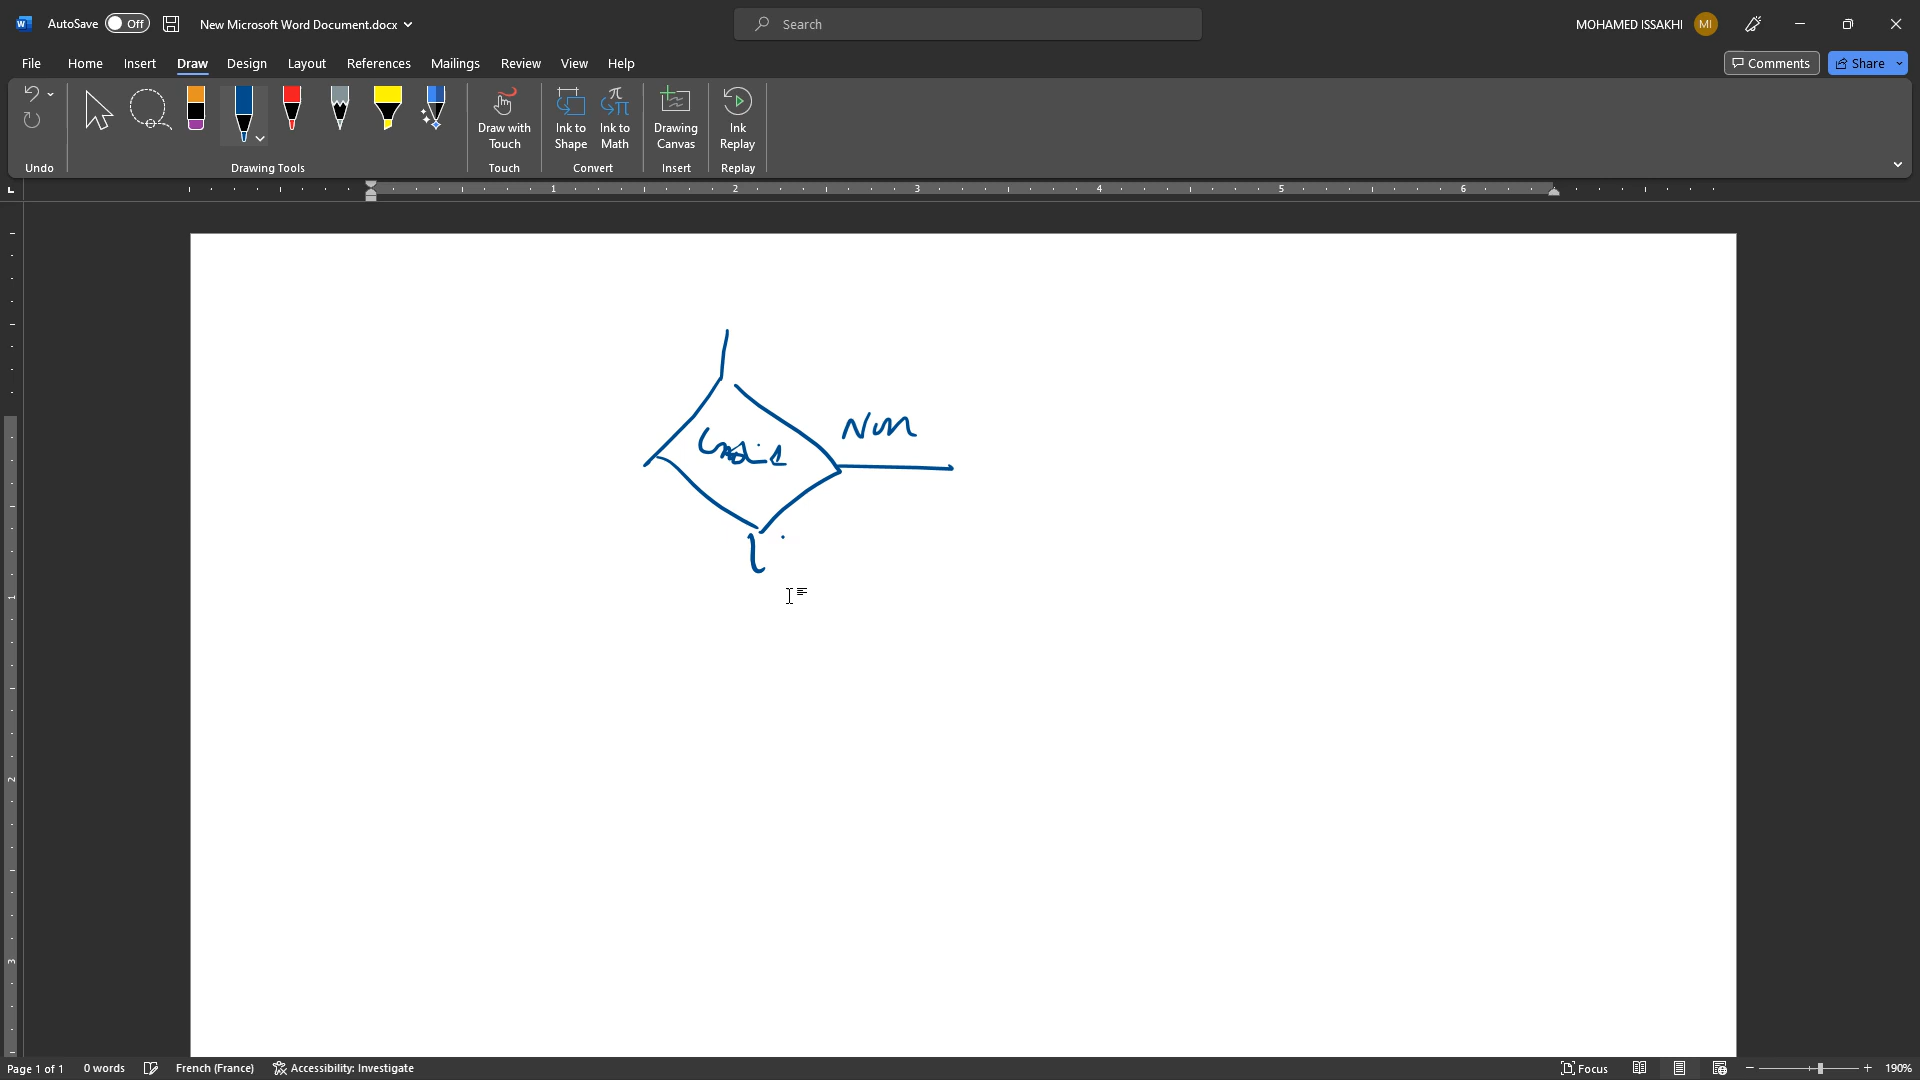 AutoSave Off New Microsoft Word Document.docx Search MOHAMED ISSAKHI MI
File Home Insert Draw Design Layout References Mailings Review View Help Comments Share
Draw with Touch Ink to Shape Ink to Math Drawing Canvas Ink Replay
Undo Drawing Tools Touch Convert Insert Replay
1 2 3 4 5 6
Non
1
2
3
Page 1 of 1 0 words French (France) Accessibility: Investigate Focus 190%